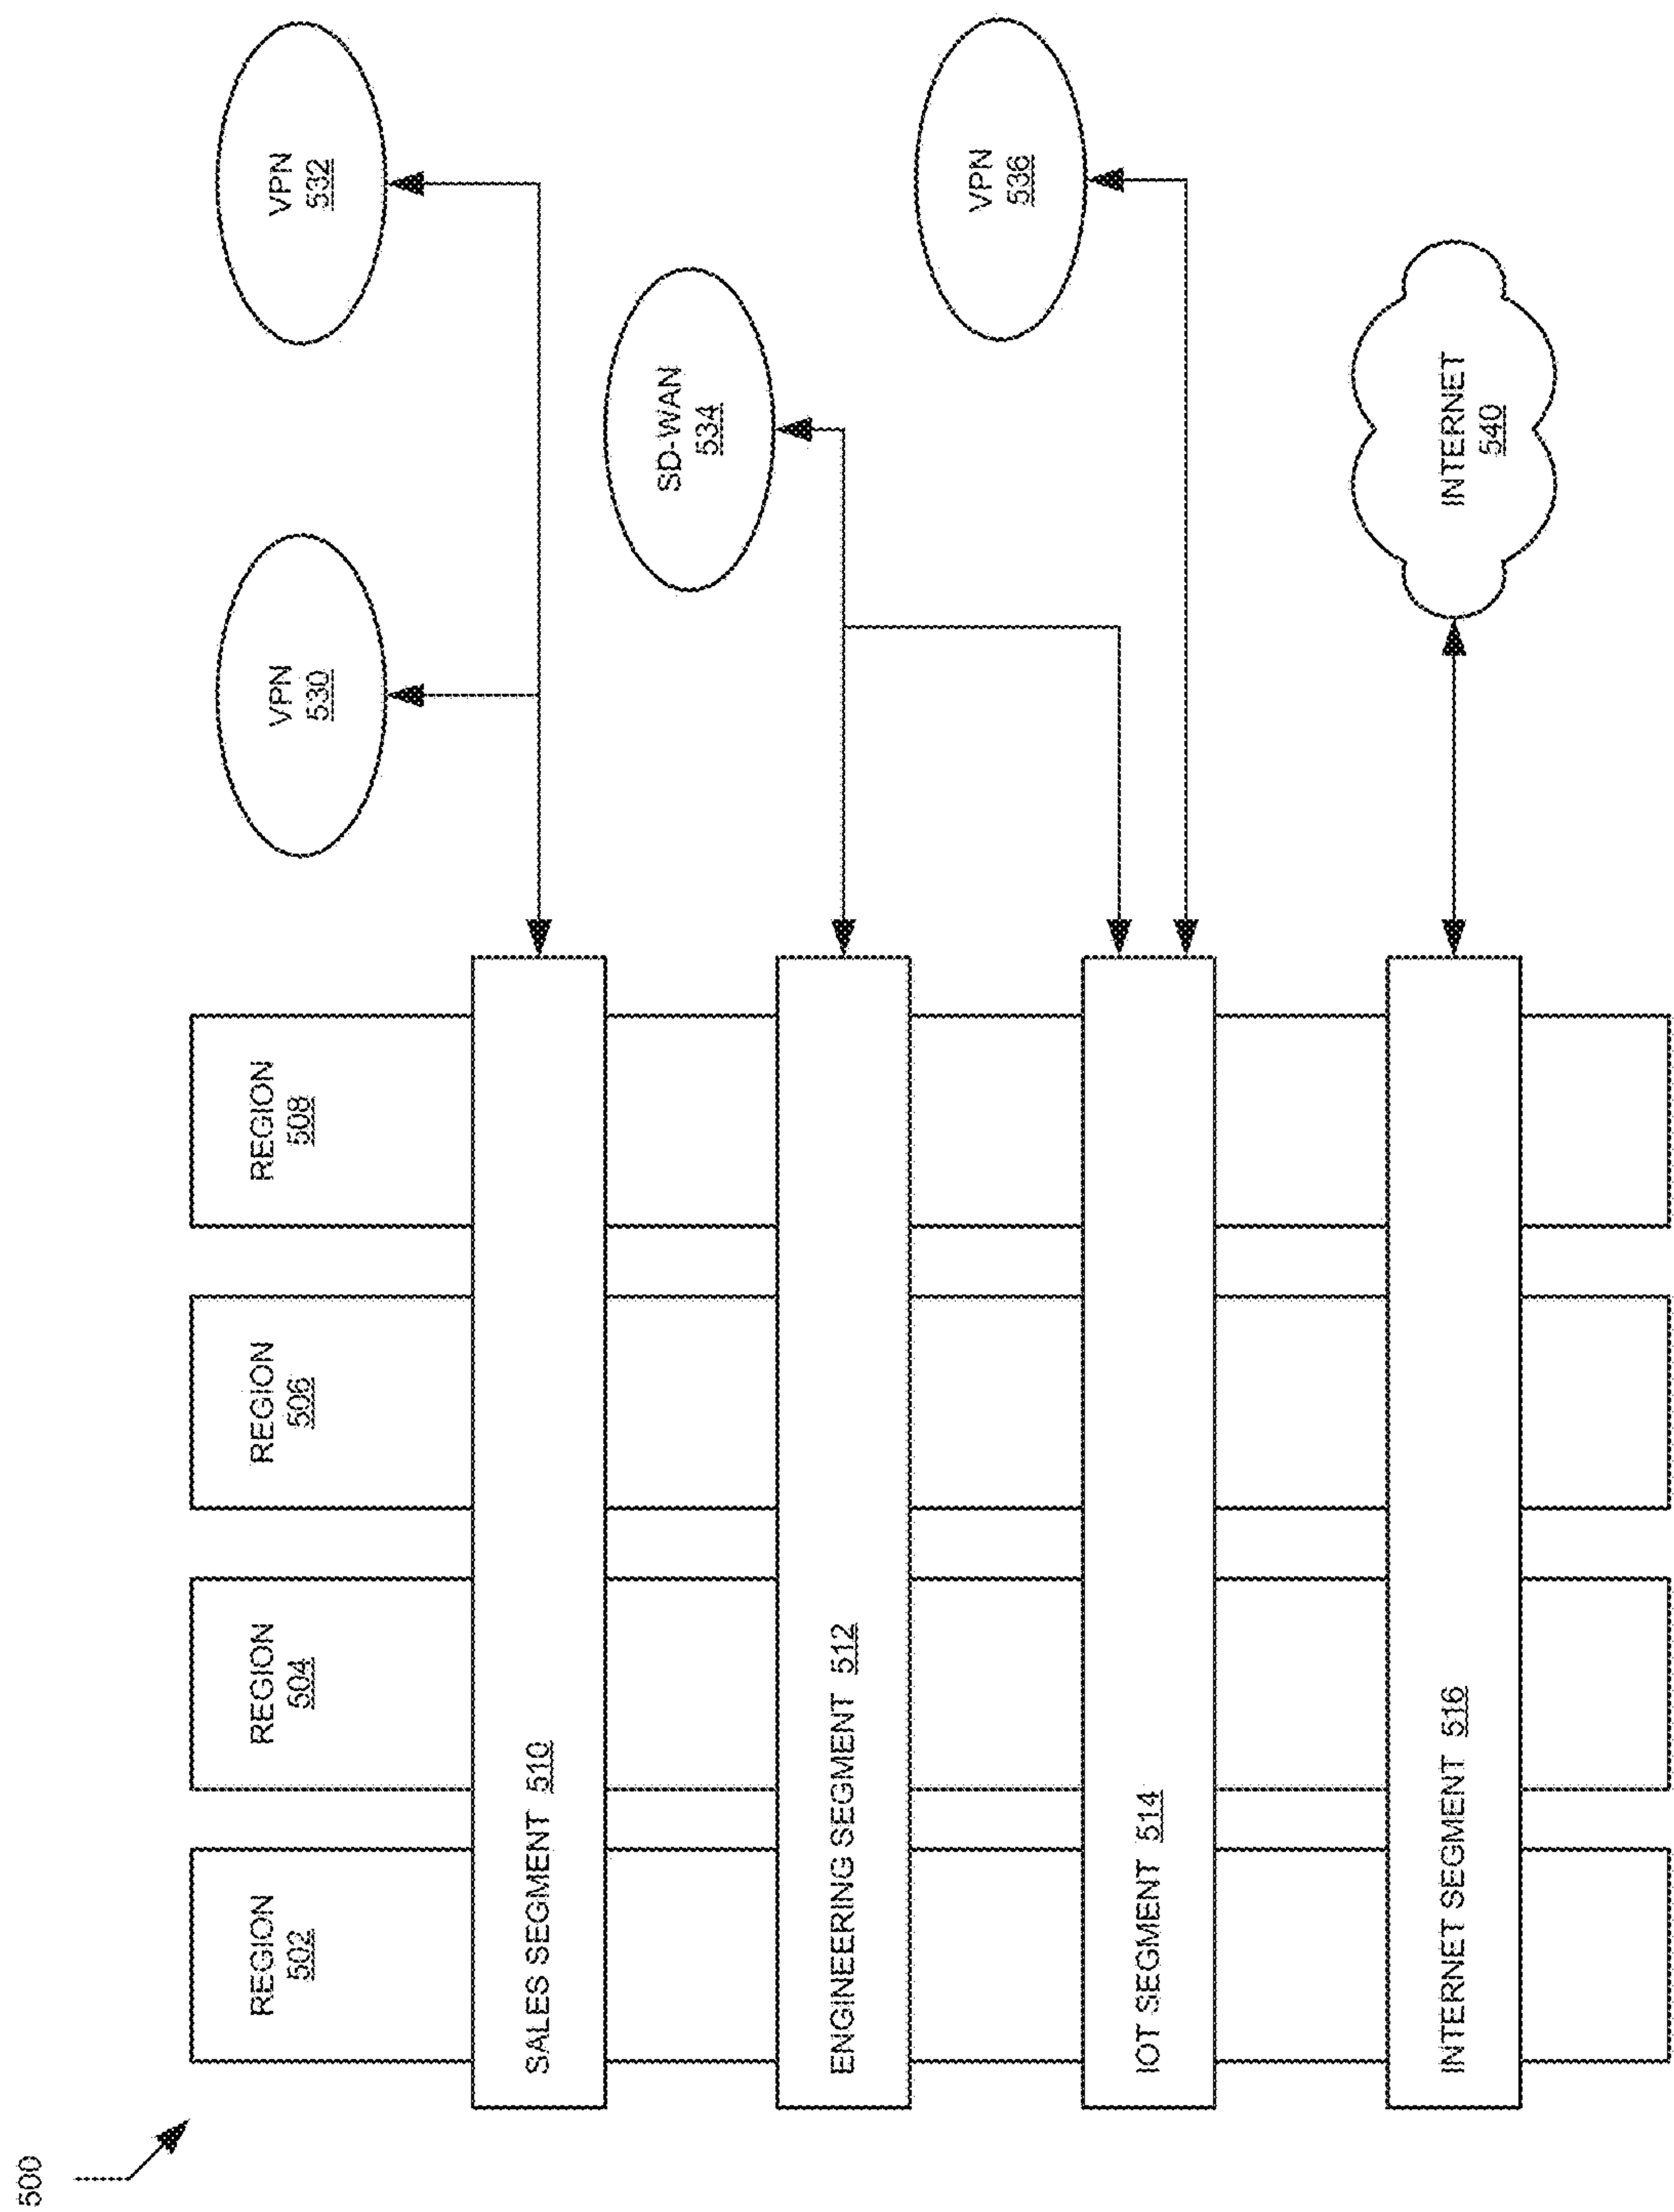 500
REGION
502
REGION
504
REGION
506
REGION
508
SALES SEGMENT 510
ENGINEERING SEGMENT 512
IOT SEGMENT 514
INTERNET SEGMENT 516
VPN
530
VPN
532
SD-WAN
534
VPN
536
INTERNET
540